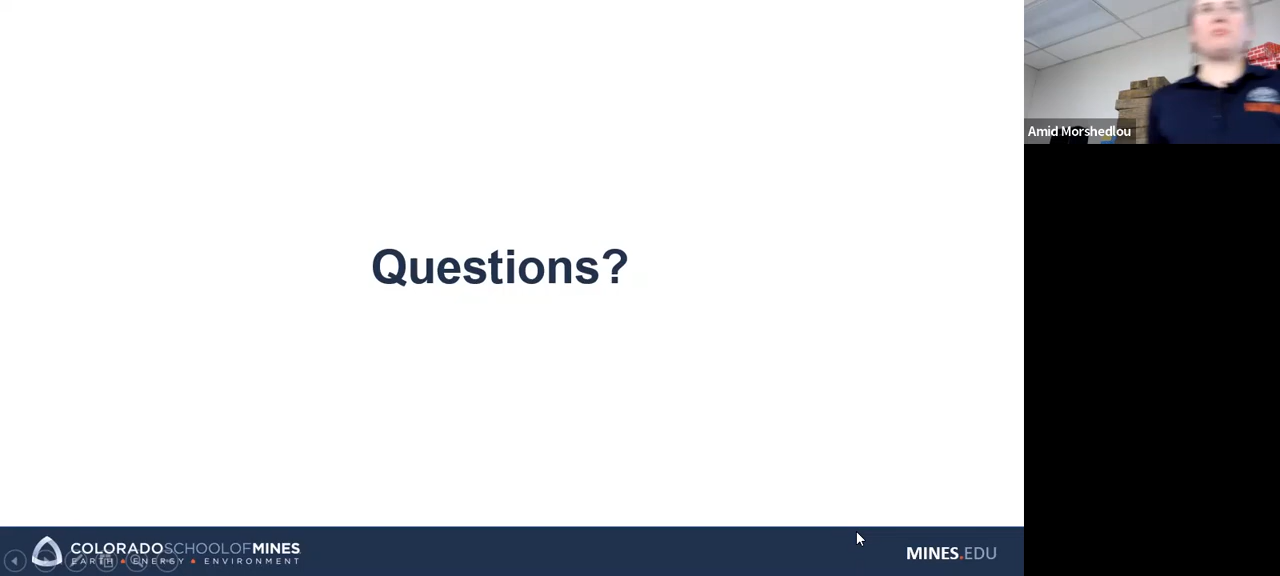 Amid Morshedlou
Questions?
COLORADOSCHOOLOFMINES
EARTH • ENERGY • ENVIRONMENT
MINES.EDU